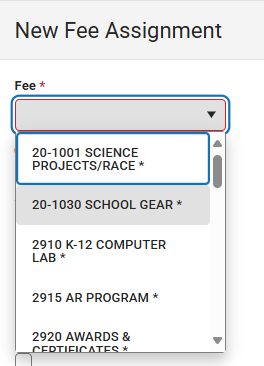 New Fee Assignment
Fee *
20-1001 SCIENCE
PROJECTS/RACE *
20-1030 SCHOOL GEAR *
2910 K-12 COMPUTER
LAB *
2915 AR PROGRAM *
2920 AWARDS &
CERTIFICATES *